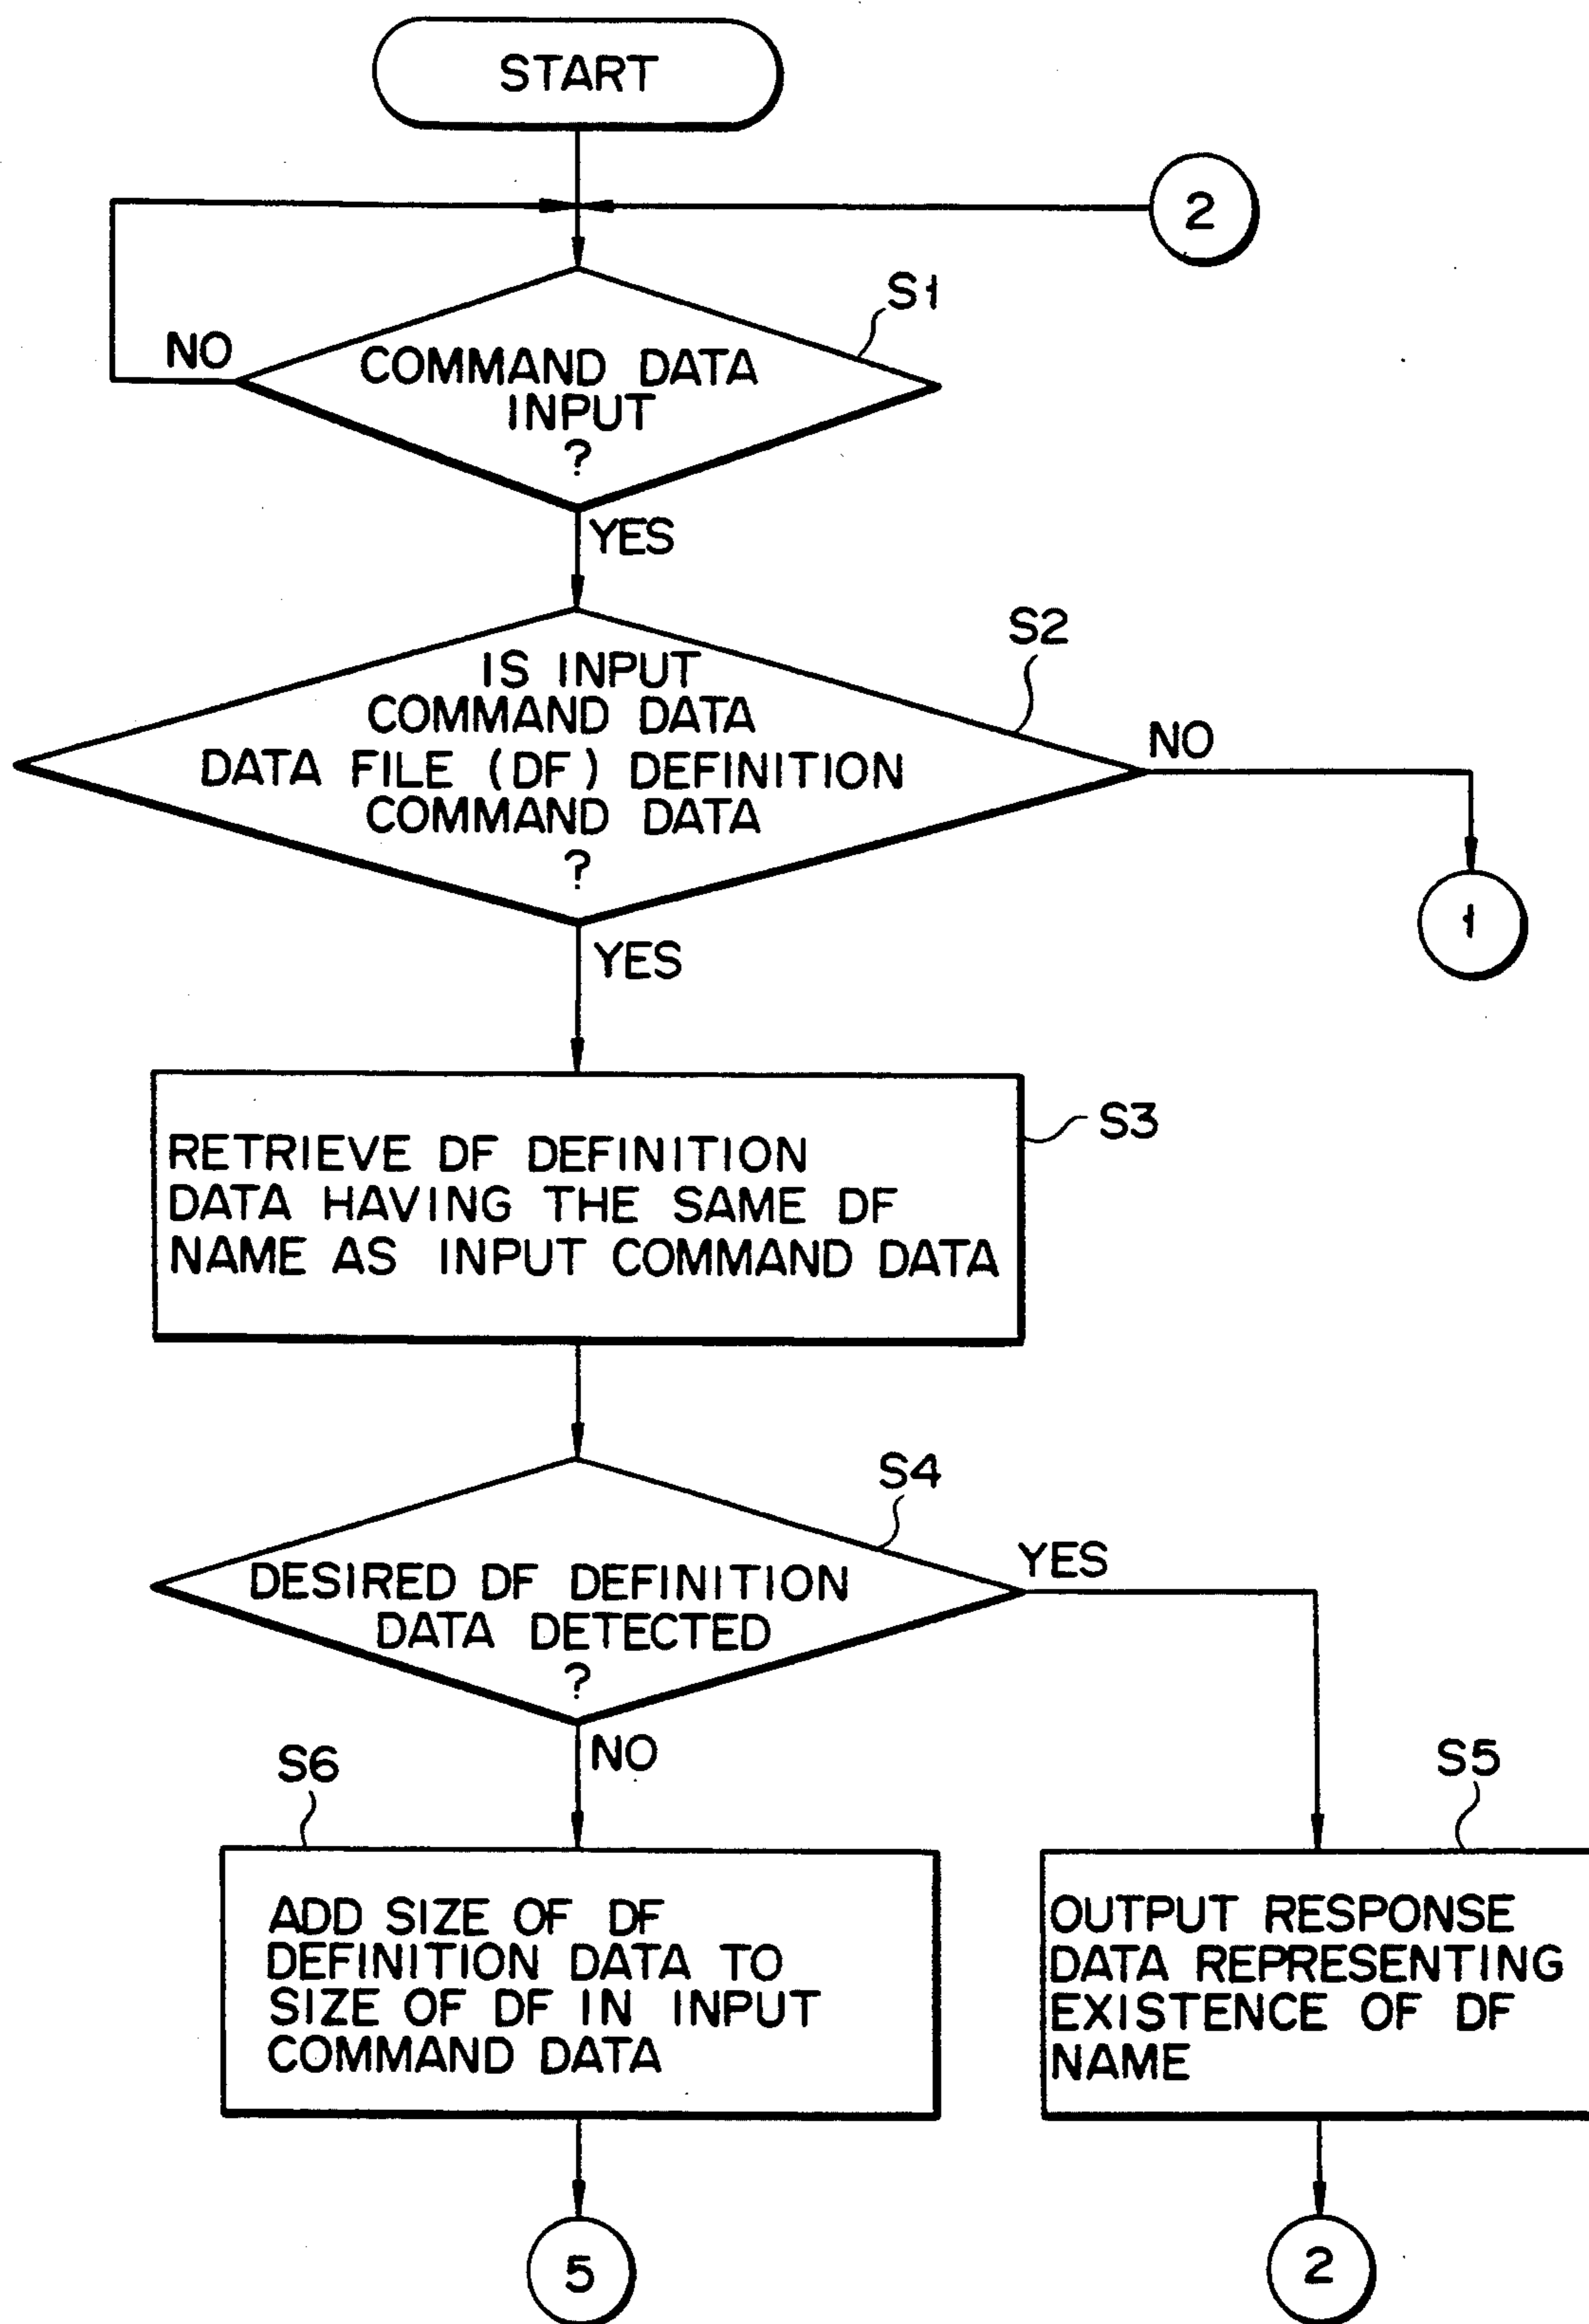 START
2
S1
NO
COMMAND DATA
INPUT
?
YES
S2
IS INPUT
COMMAND DATA
DATA FILE (DF) DEFINITION
COMMAND DATA
?
NO
1
YES
S3
RETRIEVE DF DEFINITION
DATA HAVING THE SAME DF
NAME AS INPUT COMMAND DATA
S4
DESIRED DF DEFINITION
DATA DETECTED
?
YES
NO
S6
S5
ADD SIZE OF DF
DEFINITION DATA TO
SIZE OF DF IN INPUT
COMMAND DATA
OUTPUT RESPONSE
DATA REPRESENTING
EXISTENCE OF DF
NAME
5
2